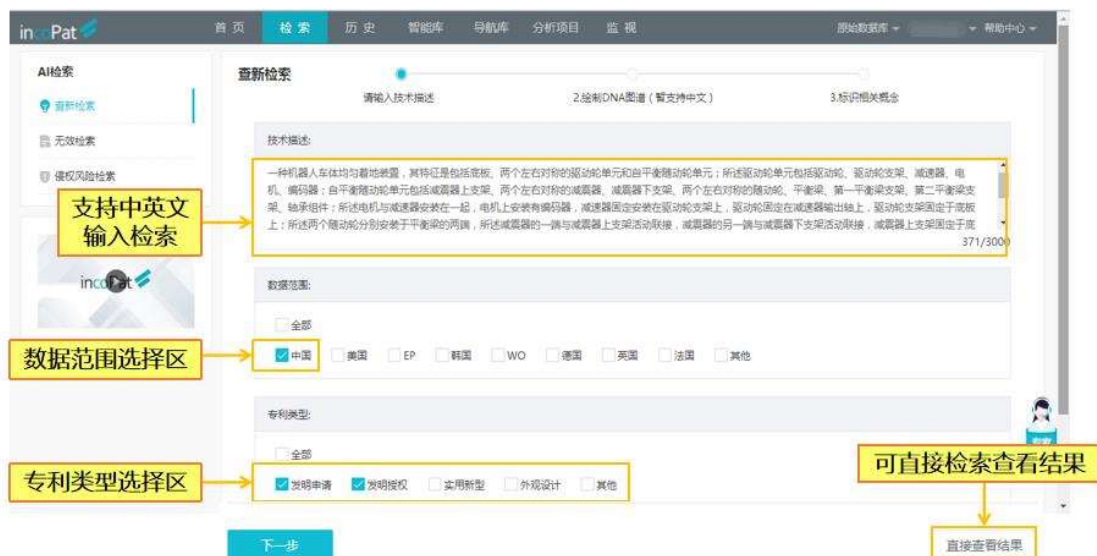 incoPat
首页 检索 历史 智能库 导航库 分析项目 监视 原始数据库 帮助中心
AI检索
查新检索
无效检索
侵权风险检索
支持中英文
输入检索
incoPat
数据范围选择区
专利类型选择区
查新检索
请输入技术描述 2.绘制DNA图谱（暂支持中文） 3.标识相关概念
技术描述:
一种机器人车体均匀着地装置，其特征是包括底板、两个左右对称的驱动轮单元和自平衡随动轮单元；所述驱动轮单元包括驱动轮、驱动轮支架、减速器、电
机、编码器；自平衡随动轮单元包括减震器上支架、两个左右对称的减震器、减震器下支架、两个左右对称的随动轮、平衡梁、第一平衡梁支架、第二平衡梁支
架、轴承组件；所述电机与减速器安装在一起，电机上安装有编码器，减速器固定安装在驱动轮支架上，驱动轮固定在减速器输出轴上，驱动轮支架固定于底板
上；所述两个随动轮分别安装于平衡梁的两端，所述减震器的一端与减震器上支架活动联接，减震器的另一端与减震器下支架活动联接，减震器上支架固定于底
371/3000
数据范围:
全部
中国 美国 EP 韩国 WO 德国 英国 法国 其他
专利类型:
全部
发明申请 发明授权 实用新型 外观设计 其他
可直接检索查看结果
下一步
直接查看结果